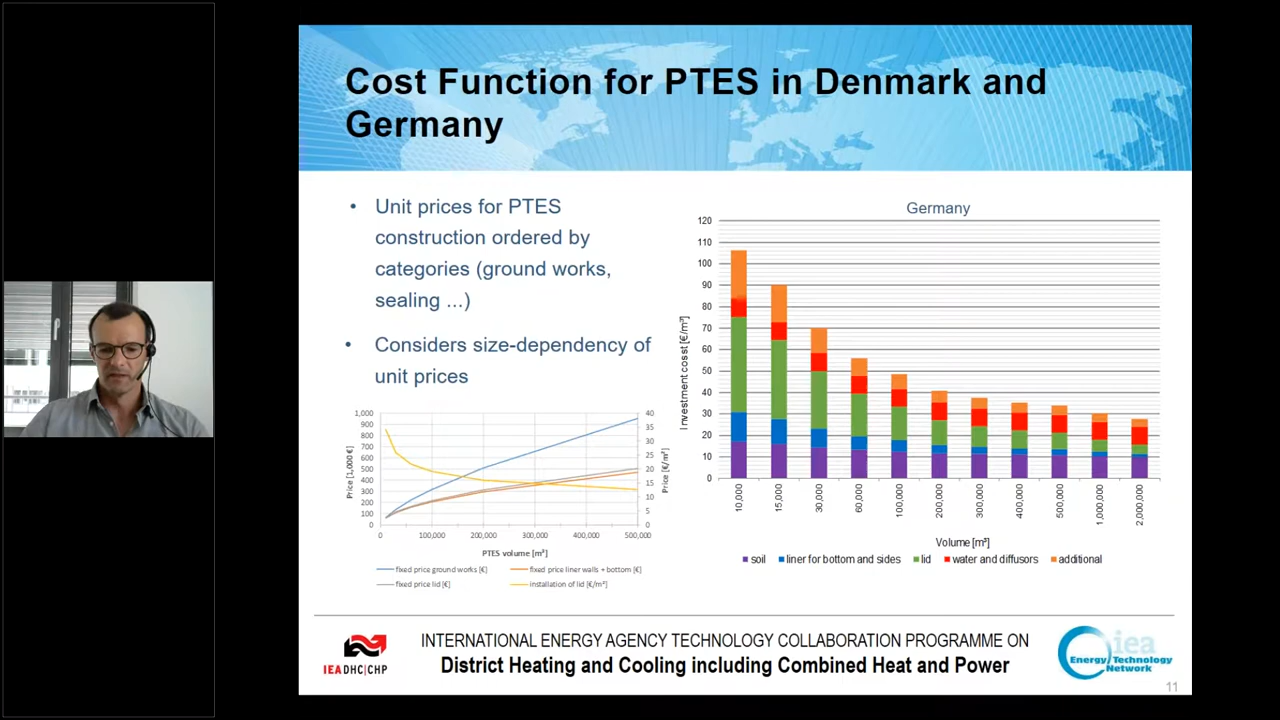 Cost Function for PTES in Denmark and
Germany
• Unit prices for PTES
construction ordered by
categories (ground works,
sealing ...)
• Considers size-dependency of
unit prices
1,000
900
800
700
600
500
400
300
200
100
0
Price [1,000 €]
40
35
30
25
20
15
10
5
0
Price [€/m²]
0 100,000 200,000 300,000 400,000 500,000
PTES volume [m³]
fixed price ground works [€] fixed price liner walls + bottom [€]
fixed price lid [€] installation of lid [€/m²]
Germany
120
110
100
90
80
70
60
50
40
30
20
10
0
Investment cosst [€/m³]
10,000 15,000 30,000 60,000 100,000 200,000 300,000 400,000 500,000 1,000,000 2,000,000
Volume [m³]
soil liner for bottom and sides lid water and diffusors additional
IEA DHC|CHP
INTERNATIONAL ENERGY AGENCY TECHNOLOGY COLLABORATION PROGRAMME ON
District Heating and Cooling including Combined Heat and Power
iea
Energy Technology
Network
11